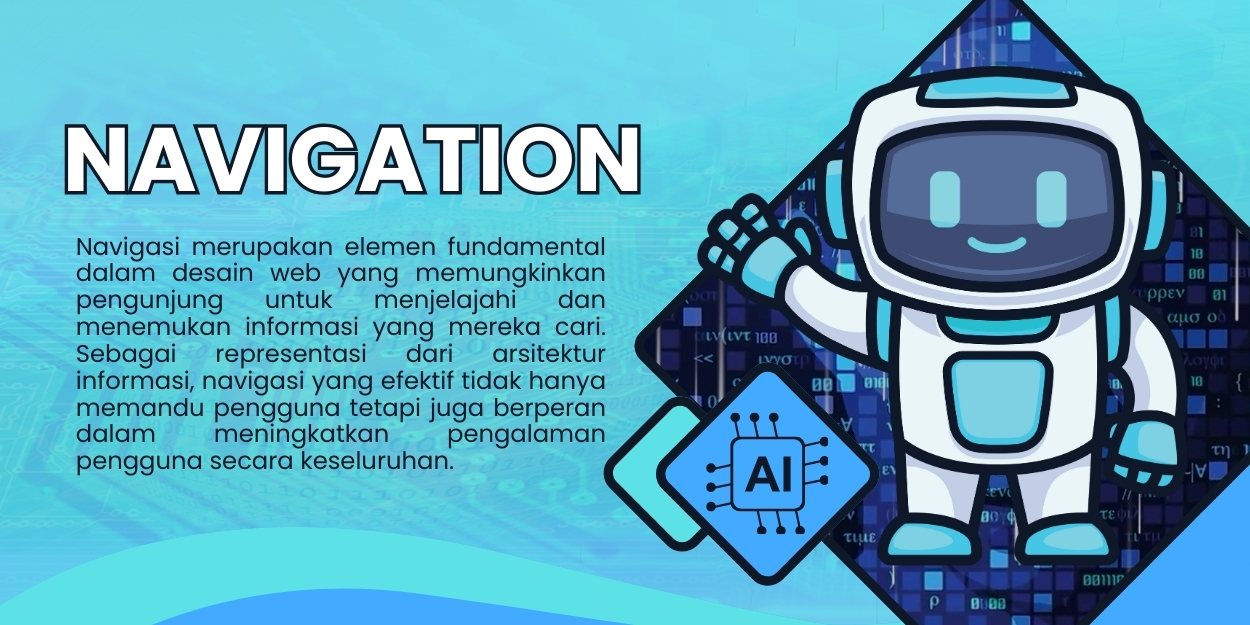 NAVIGATION
Navigasi merupakan elemen fundamental
dalam desain web yang memungkinkan
pengunjung untuk menjelajahi dan
menemukan informasi yang mereka cari.
Sebagai representasi dari arsitektur
informasi, navigasi yang efektif tidak hanya
memandu pengguna tetapi juga berperan
dalam meningkatkan pengalaman
pengguna secara keseluruhan.
AI